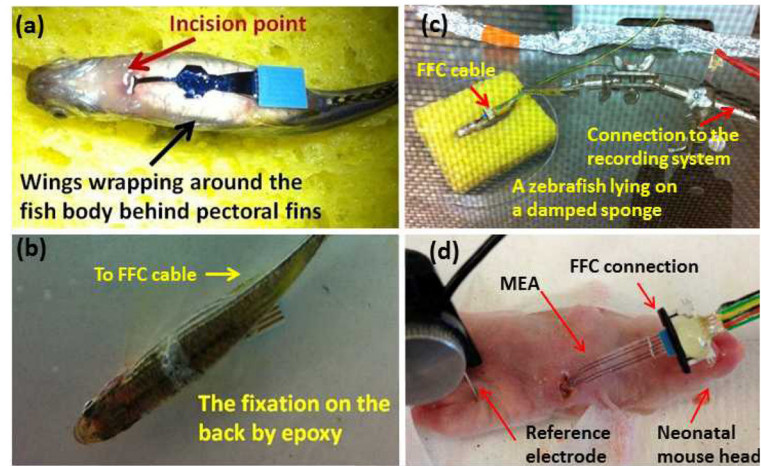 (a)
Incision point
Wings wrapping around the
fish body behind pectoral fins
(c)
FFC cable
Connection to the
recording system
A zebrafish lying on
a damped sponge
(b)
To FFC cable
The fixation on the
back by epoxy
(d)
FFC connection
MEA
Reference
electrode
Neonatal
mouse head